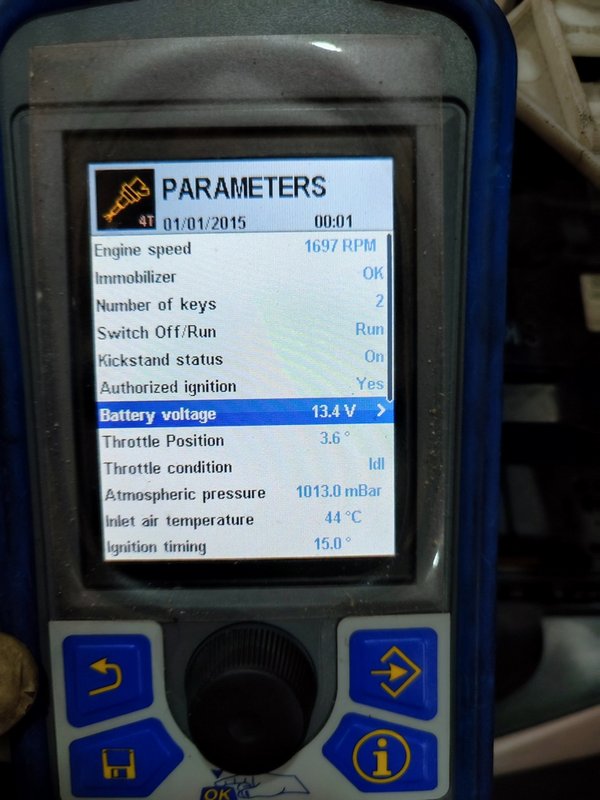 PARAMETERS
4T 01/01/2015 00:01
Engine speed 1697 RPM
Immobilizer OK
Number of keys 2
Switch Off/Run Run
Kickstand status On
Authorized ignition Yes
Battery voltage 13.4 V >
Throttle Position 3.6 °
Throttle condition Idl
Atmospheric pressure 1013.0 mBar
Inlet air temperature 44 °C
Ignition timing 15.0 °
OK